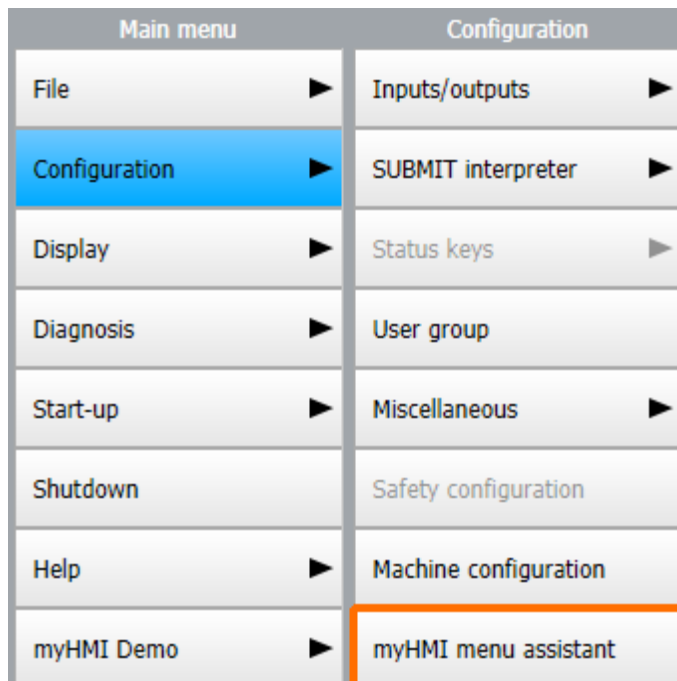 Main menu
File
Configuration
Display
Diagnosis
Start-up
Shutdown
Help
myHMI Demo
Configuration
Inputs/outputs
SUBMIT interpreter
Status keys
User group
Miscellaneous
Safety configuration
Machine configuration
myHMI menu assistant